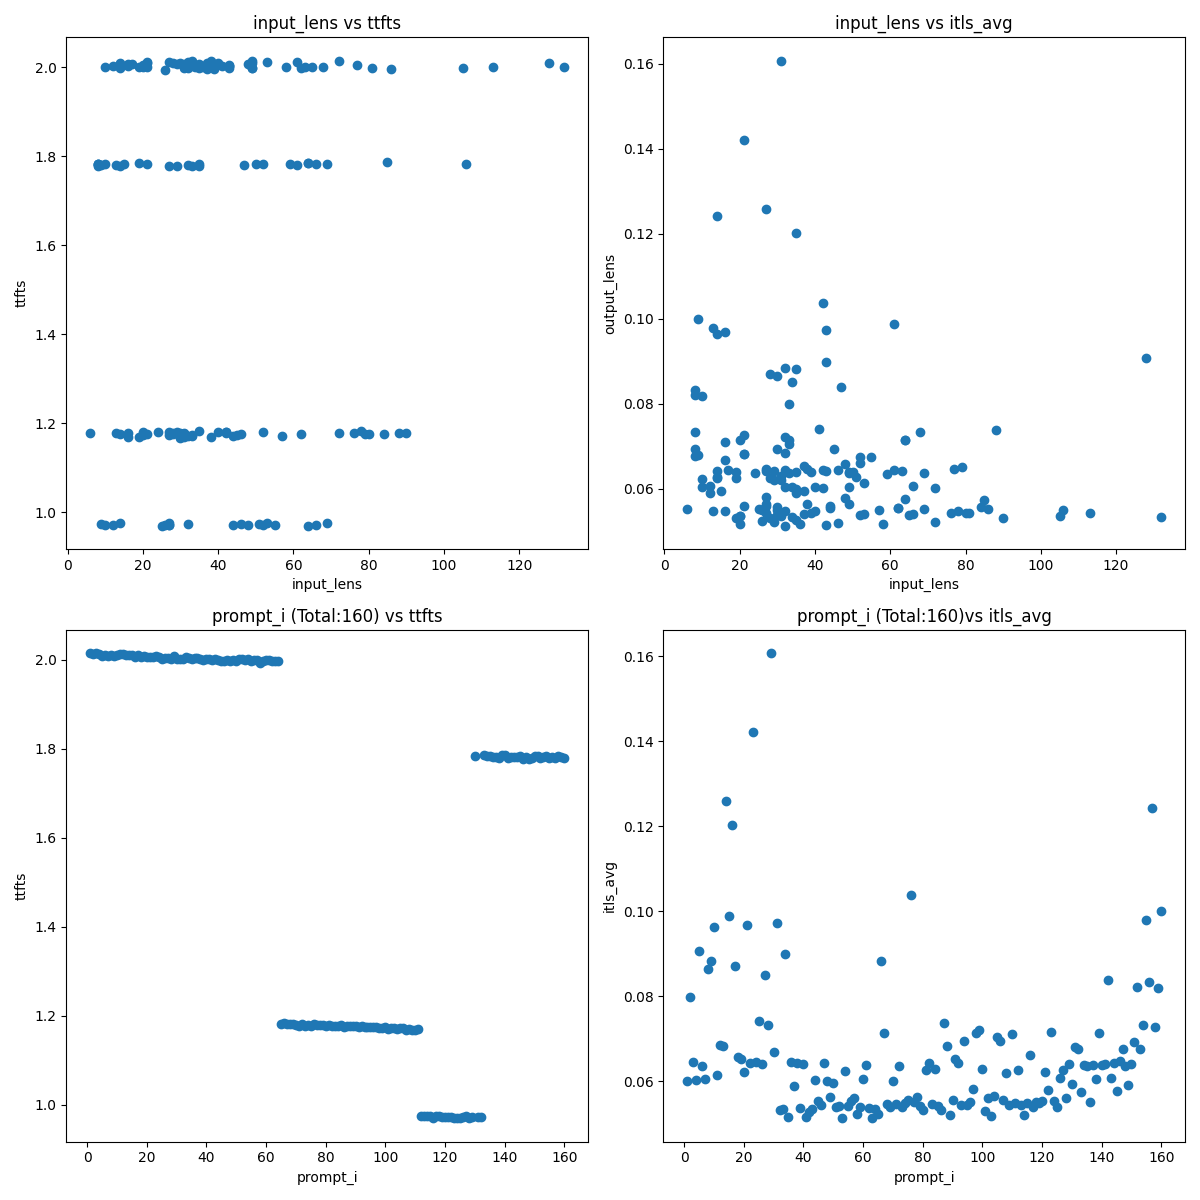 input_lens vs ttfts
2.0
1.8
1.6
1.4
1.2
1.0
ttfts
0 20 40 60 80 100 120
input_lens
input_lens vs itls_avg
0.16
0.14
0.12
0.10
0.08
0.06
output_lens
0 20 40 60 80 100 120
input_lens
prompt_i (Total:160) vs ttfts
2.0
1.8
1.6
1.4
1.2
1.0
ttfts
0 20 40 60 80 100 120 140 160
prompt_i
prompt_i (Total:160)vs itls_avg
0.16
0.14
0.12
0.10
0.08
0.06
itls_avg
0 20 40 60 80 100 120 140 160
prompt_i